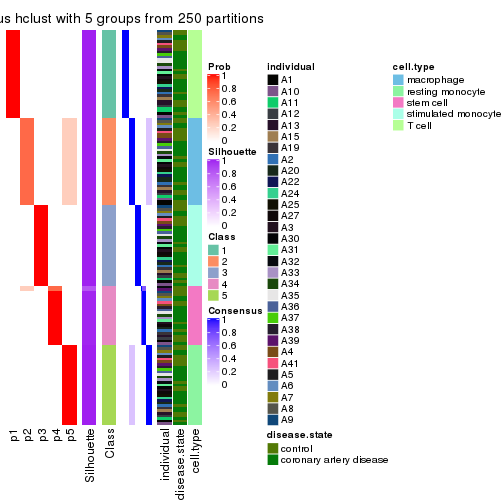 us hclust with 5 groups from 250 partitions
Prob
1
0.8
0.6
0.4
0.2
0
Silhouette
1
0.8
0.6
0.4
0.2
0
Class
1
2
3
4
5
Consensus
1
0.8
0.6
0.4
0.2
0
individual
A1
A10
A11
A12
A13
A15
A19
A2
A20
A22
A24
A25
A27
A3
A30
A31
A32
A33
A34
A35
A36
A37
A38
A39
A4
A41
A5
A6
A7
A8
A9
disease.state
control
coronary artery disease
cell.type
macrophage
resting monocyte
stem cell
stimulated monocyte
T cell
p1
p2
p3
p4
p5
Silhouette
Class
individual
disease.state
cell.type